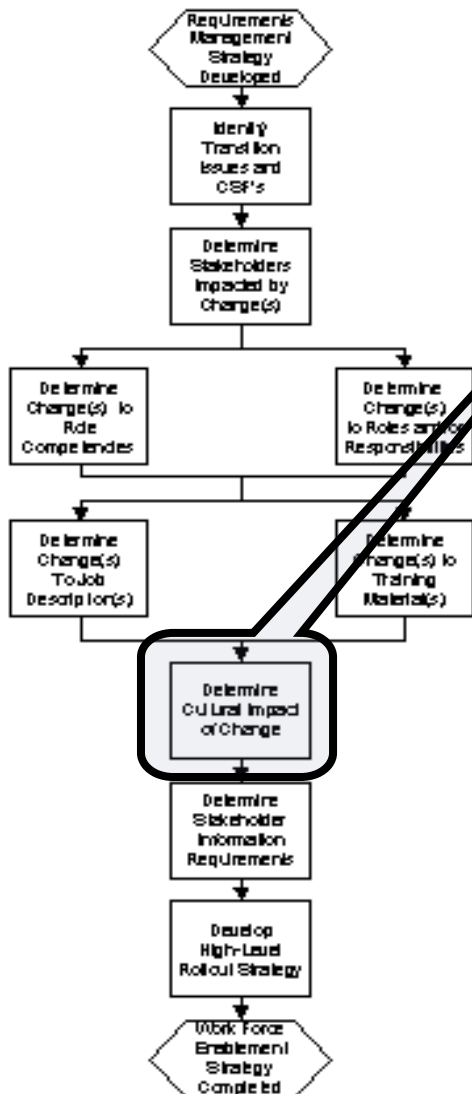 Requirements
Management
Strategy
Developed
Identify
Transition
Issues and
CSF's
Determine
Stakeholders
Impacted by
Change(s)
Determine
Change(s) to
Role
Competencies
Determine
Change(s)
to Roles and/or
Responsibilities
Determine
Change(s)
To Job
Description(s)
Determine
Change(s) to
Training
Material(s)
Determine
Cultural Impact
of Change
Determine
Stakeholder
Information
Requirements
Develop
High-Level
Rollout Strategy
Work Force
Enablement
Strategy
Completed